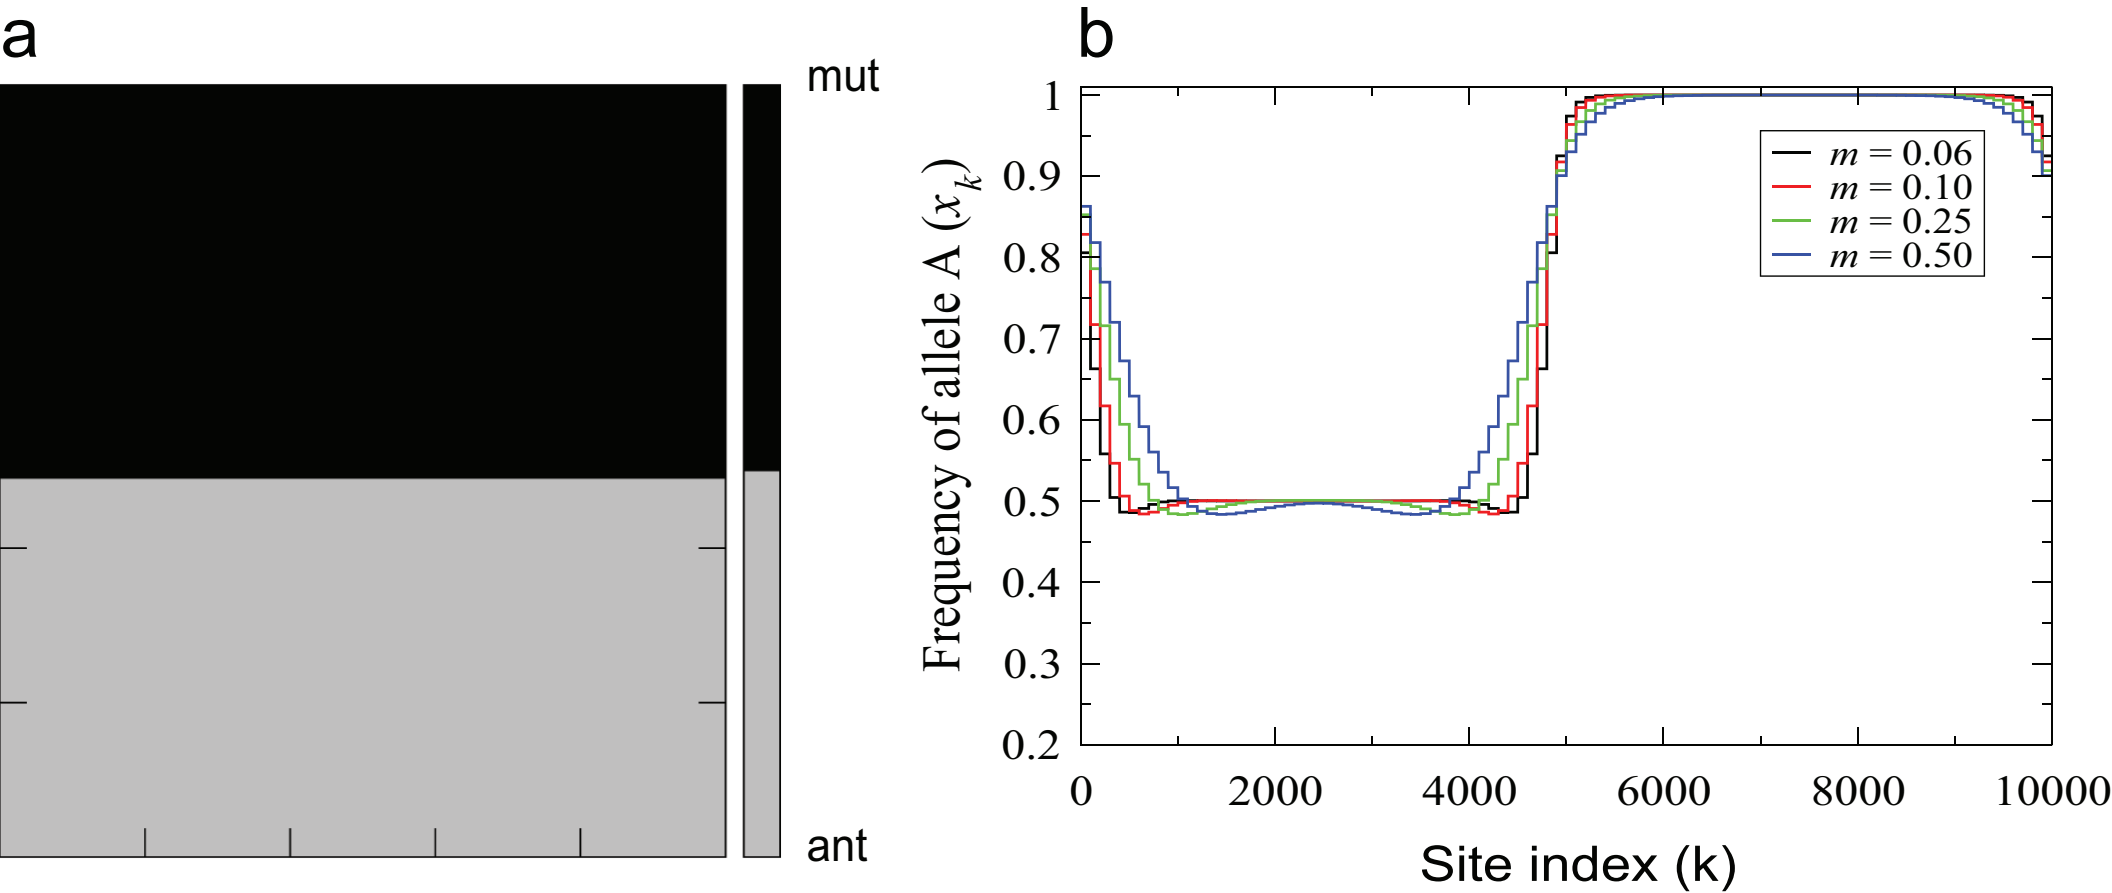 a
mut
ant
b
Frequency of allele A (x_k)
1
0.9
0.8
0.7
0.6
0.5
0.4
0.3
0.2
m = 0.06
m = 0.10
m = 0.25
m = 0.50
0 2000 4000 6000 8000 10000
Site index (k)